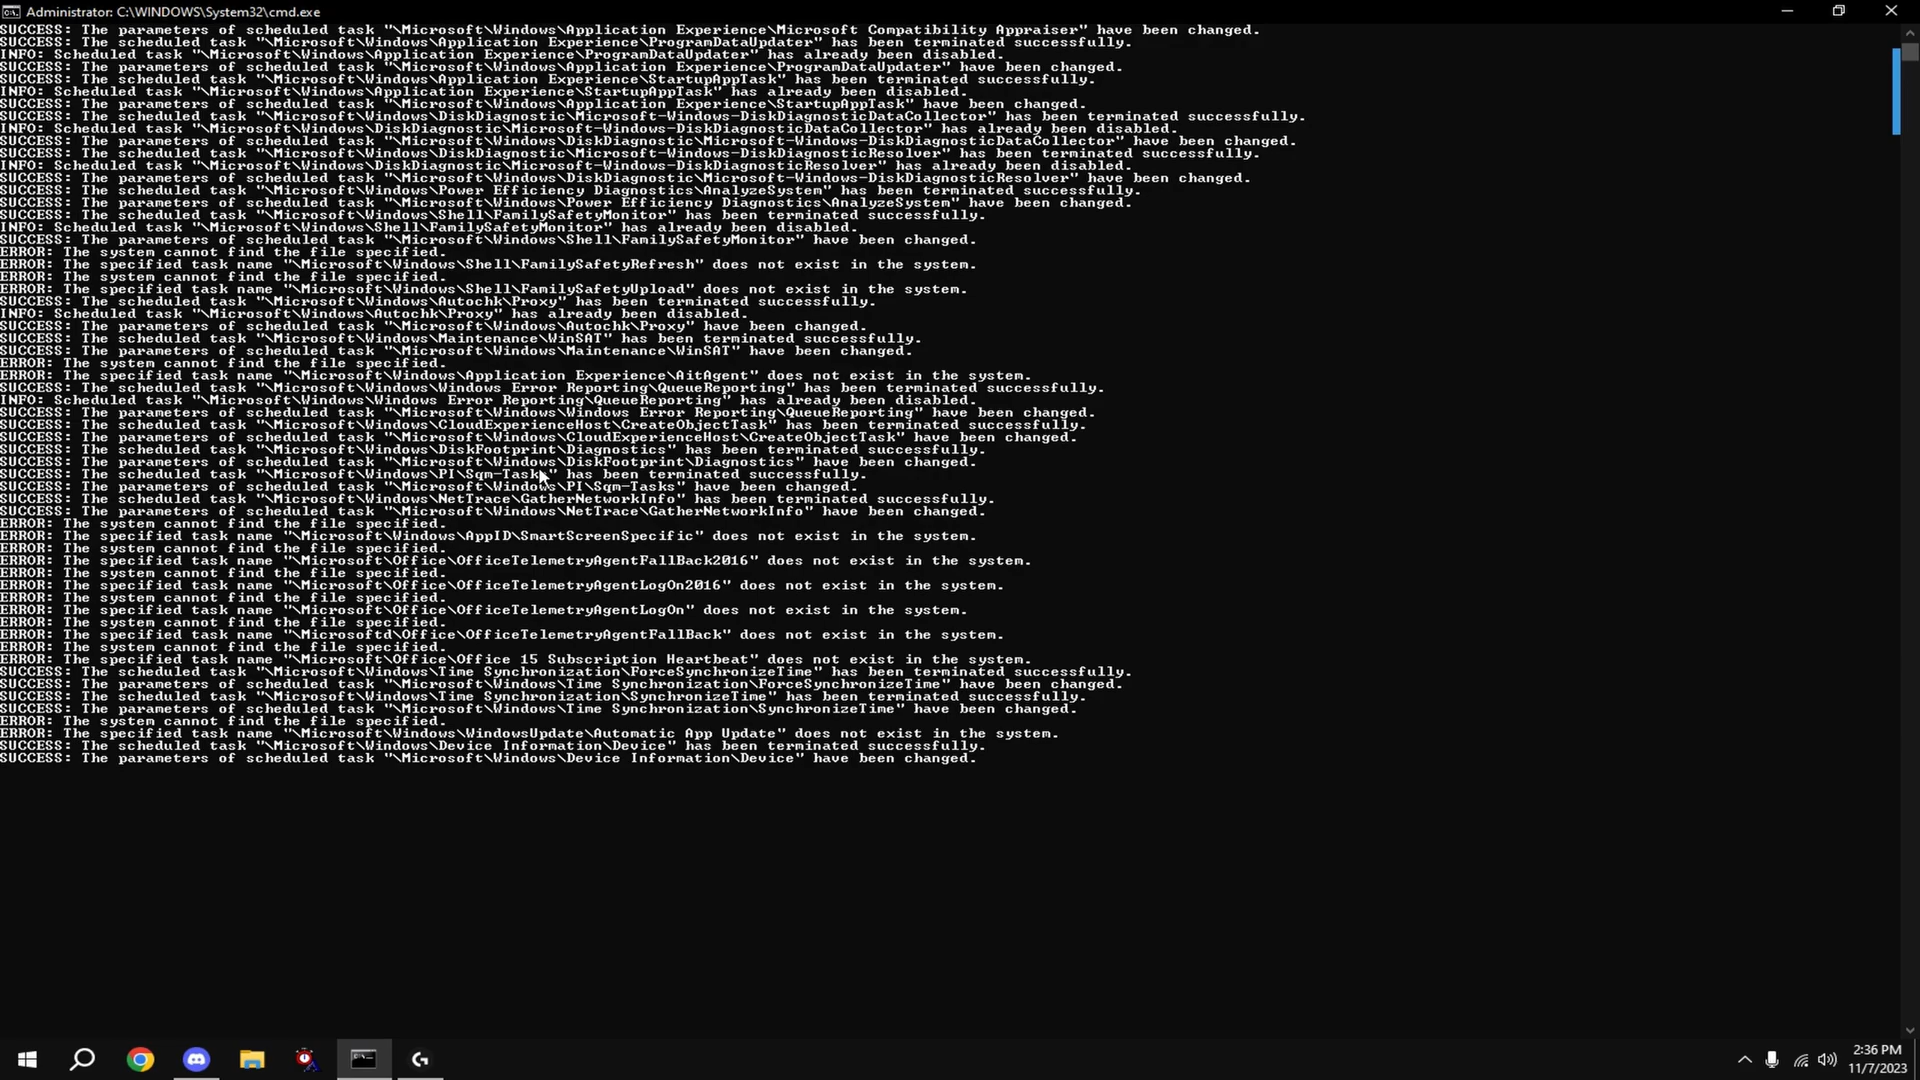 Administrator: C:\WINDOWS\System32\cmd.exe
SUCCESS: The parameters of scheduled task "\Microsoft\Windows\Application Experience\Microsoft Compatibility Appraiser" have been changed.
SUCCESS: The scheduled task "\Microsoft\Windows\Application Experience\ProgramDataUpdater" has been terminated successfully.
INFO: Scheduled task "\Microsoft\Windows\Application Experience\ProgramDataUpdater" has already been disabled.
SUCCESS: The parameters of scheduled task "\Microsoft\Windows\Application Experience\ProgramDataUpdater" have been changed.
SUCCESS: The scheduled task "\Microsoft\Windows\Application Experience\StartupAppTask" has been terminated successfully.
INFO: Scheduled task "\Microsoft\Windows\Application Experience\StartupAppTask" has already been disabled.
SUCCESS: The parameters of scheduled task "\Microsoft\Windows\Application Experience\StartupAppTask" have been changed.
SUCCESS: The scheduled task "\Microsoft\Windows\DiskDiagnostic\Microsoft-Windows-DiskDiagnosticDataCollector" has been terminated successfully.
INFO: Scheduled task "\Microsoft\Windows\DiskDiagnostic\Microsoft-Windows-DiskDiagnosticDataCollector" has already been disabled.
SUCCESS: The parameters of scheduled task "\Microsoft\Windows\DiskDiagnostic\Microsoft-Windows-DiskDiagnosticDataCollector" have been changed.
SUCCESS: The scheduled task "\Microsoft\Windows\DiskDiagnostic\Microsoft-Windows-DiskDiagnosticResolver" has been terminated successfully.
INFO: Scheduled task "\Microsoft\Windows\DiskDiagnostic\Microsoft-Windows-DiskDiagnosticResolver" has already been disabled.
SUCCESS: The parameters of scheduled task "\Microsoft\Windows\DiskDiagnostic\Microsoft-Windows-DiskDiagnosticResolver" have been changed.
SUCCESS: The scheduled task "\Microsoft\Windows\Power Efficiency Diagnostics\AnalyzeSystem" has been terminated successfully.
SUCCESS: The parameters of scheduled task "\Microsoft\Windows\Power Efficiency Diagnostics\AnalyzeSystem" have been changed.
SUCCESS: The scheduled task "\Microsoft\Windows\Shell\FamilySafetyMonitor" has been terminated successfully.
INFO: Scheduled task "\Microsoft\Windows\Shell\FamilySafetyMonitor" has already been disabled.
SUCCESS: The parameters of scheduled task "\Microsoft\Windows\Shell\FamilySafetyMonitor" have been changed.
ERROR: The system cannot find the file specified.
ERROR: The specified task name "\Microsoft\Windows\Shell\FamilySafetyRefresh" does not exist in the system.
ERROR: The system cannot find the file specified.
ERROR: The specified task name "\Microsoft\Windows\Shell\FamilySafetyUpload" does not exist in the system.
SUCCESS: The scheduled task "\Microsoft\Windows\Autochk\Proxy" has been terminated successfully.
INFO: Scheduled task "\Microsoft\Windows\Autochk\Proxy" has already been disabled.
SUCCESS: The parameters of scheduled task "\Microsoft\Windows\Autochk\Proxy" have been changed.
SUCCESS: The scheduled task "\Microsoft\Windows\Maintenance\WinSAT" has been terminated successfully.
SUCCESS: The parameters of scheduled task "\Microsoft\Windows\Maintenance\WinSAT" have been changed.
ERROR: The system cannot find the file specified.
ERROR: The specified task name "\Microsoft\Windows\Application Experience\AitAgent" does not exist in the system.
SUCCESS: The scheduled task "\Microsoft\Windows\Windows Error Reporting\QueueReporting" has been terminated successfully.
INFO: Scheduled task "\Microsoft\Windows\Windows Error Reporting\QueueReporting" has already been disabled.
SUCCESS: The parameters of scheduled task "\Microsoft\Windows\Windows Error Reporting\QueueReporting" have been changed.
SUCCESS: The scheduled task "\Microsoft\Windows\CloudExperienceHost\CreateObjectTask" has been terminated successfully.
SUCCESS: The parameters of scheduled task "\Microsoft\Windows\CloudExperienceHost\CreateObjectTask" have been changed.
SUCCESS: The scheduled task "\Microsoft\Windows\DiskFootprint\Diagnostics" has been terminated successfully.
SUCCESS: The parameters of scheduled task "\Microsoft\Windows\DiskFootprint\Diagnostics" have been changed.
SUCCESS: The scheduled task "\Microsoft\Windows\PI\Sqm-Tasks" has been terminated successfully.
SUCCESS: The parameters of scheduled task "\Microsoft\Windows\PI\Sqm-Tasks" have been changed.
SUCCESS: The scheduled task "\Microsoft\Windows\NetTrace\GatherNetworkInfo" has been terminated successfully.
SUCCESS: The parameters of scheduled task "\Microsoft\Windows\NetTrace\GatherNetworkInfo" have been changed.
ERROR: The system cannot find the file specified.
ERROR: The specified task name "\Microsoft\Windows\AppID\SmartScreenSpecific" does not exist in the system.
ERROR: The system cannot find the file specified.
ERROR: The specified task name "\Microsoft\Office\OfficeTelemetryAgentFallBack2016" does not exist in the system.
ERROR: The system cannot find the file specified.
ERROR: The specified task name "\Microsoft\Office\OfficeTelemetryAgentLogOn2016" does not exist in the system.
ERROR: The system cannot find the file specified.
ERROR: The specified task name "\Microsoft\Office\OfficeTelemetryAgentLogOn" does not exist in the system.
ERROR: The system cannot find the file specified.
ERROR: The specified task name "\Microsoftd\Office\OfficeTelemetryAgentFallBack" does not exist in the system.
ERROR: The system cannot find the file specified.
ERROR: The specified task name "\Microsoft\Office\Office 15 Subscription Heartbeat" does not exist in the system.
SUCCESS: The scheduled task "\Microsoft\Windows\Time Synchronization\ForceSynchronizeTime" has been terminated successfully.
SUCCESS: The parameters of scheduled task "\Microsoft\Windows\Time Synchronization\ForceSynchronizeTime" have been changed.
SUCCESS: The scheduled task "\Microsoft\Windows\Time Synchronization\SynchronizeTime" has been terminated successfully.
SUCCESS: The parameters of scheduled task "\Microsoft\Windows\Time Synchronization\SynchronizeTime" have been changed.
ERROR: The system cannot find the file specified.
ERROR: The specified task name "\Microsoft\Windows\WindowsUpdate\Automatic App Update" does not exist in the system.
SUCCESS: The scheduled task "\Microsoft\Windows\Device Information\Device" has been terminated successfully.
SUCCESS: The parameters of scheduled task "\Microsoft\Windows\Device Information\Device" have been changed.
2:36 PM
11/7/2023